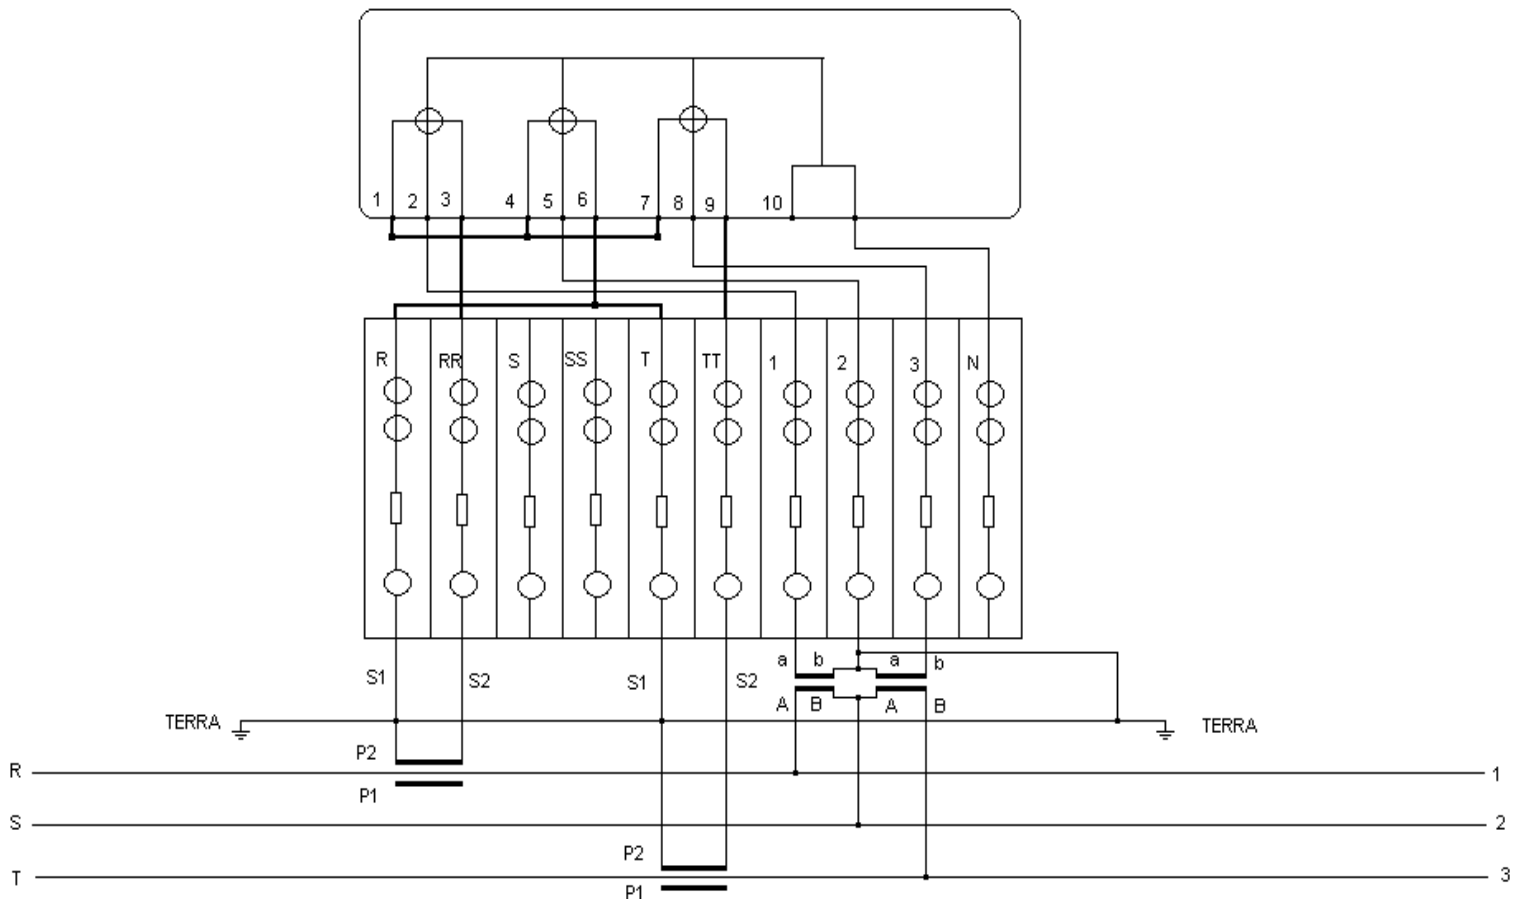 1 2 3 4 5 6 7 8 9 10
R RR S SS T TT 1 2 3 N
a b a b
S1 S2 S1 S2
A B A B
TERRA TERRA
P2
R 1
P1
S 2
P2
T 3
P1